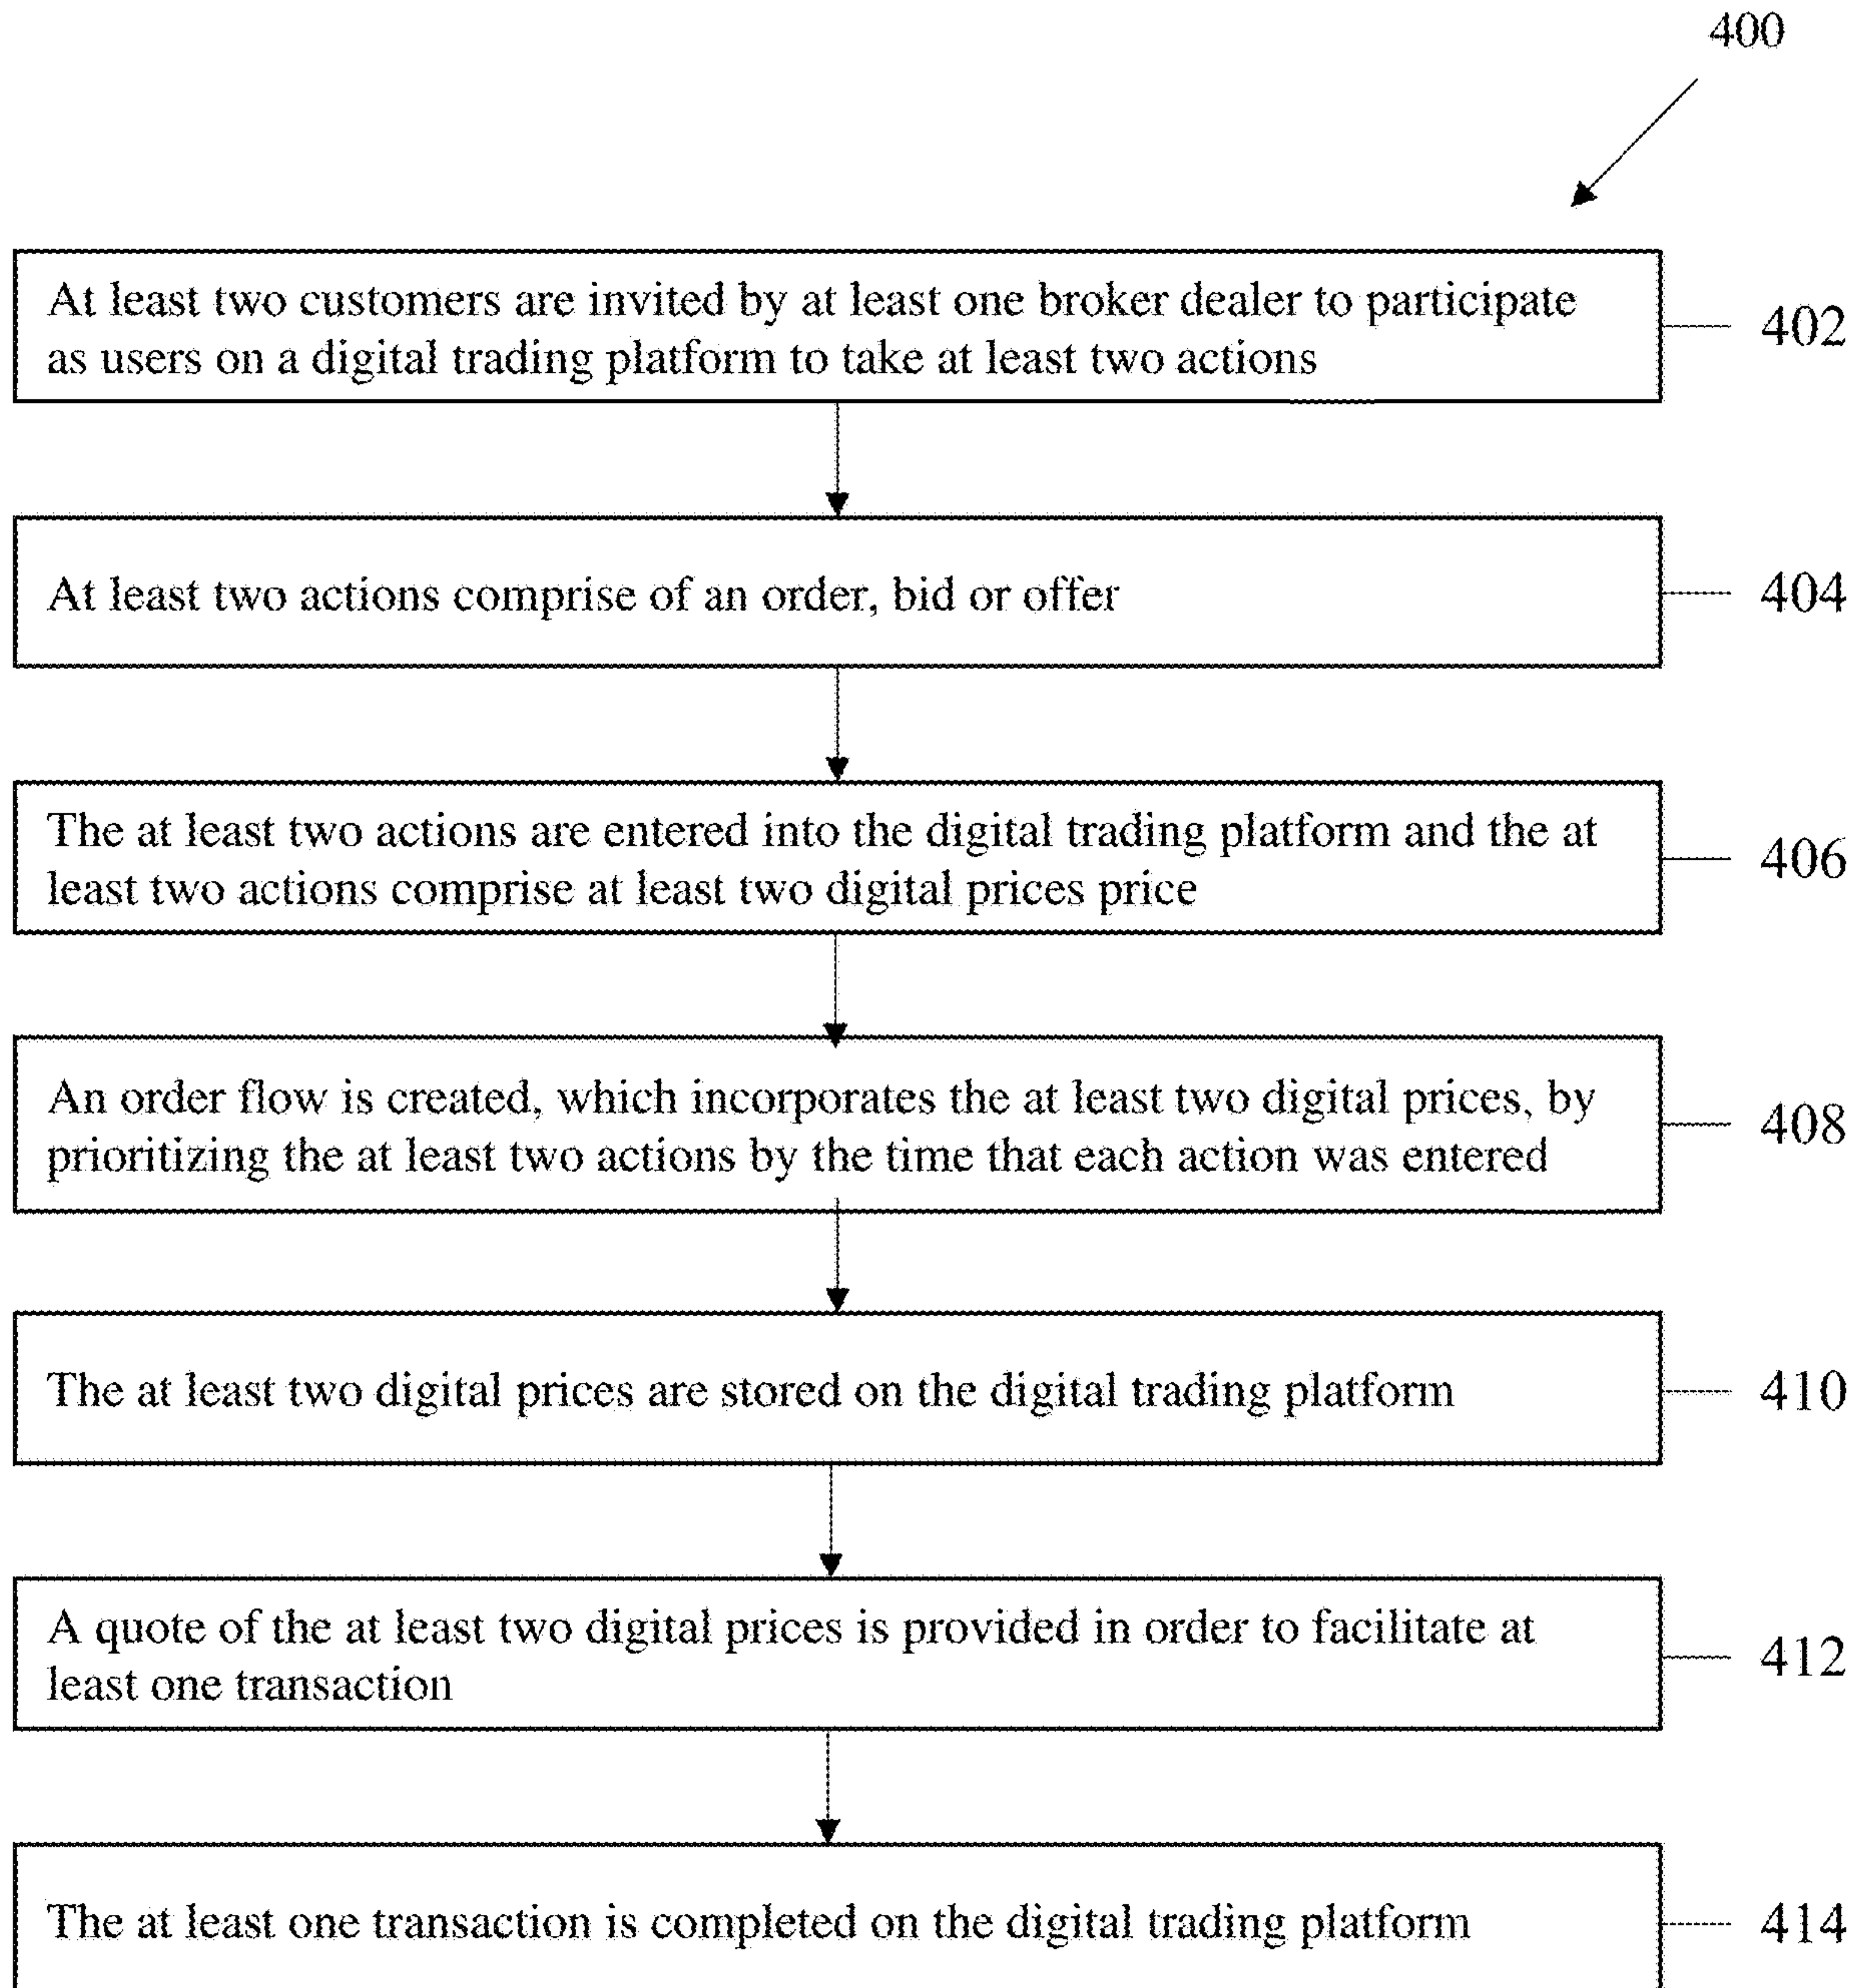 400
At least two customers are invited by at least one broker dealer to participate
as users on a digital trading platform to take at least two actions
402
At least two actions comprise of an order, bid or offer
404
The at least two actions are entered into the digital trading platform and the at
least two actions comprise at least two digital prices price
406
An order flow is created, which incorporates the at least two digital prices, by
prioritizing the at least two actions by the time that each action was entered
408
The at least two digital prices are stored on the digital trading platform
410
A quote of the at least two digital prices is provided in order to facilitate at
least one transaction
412
The at least one transaction is completed on the digital trading platform
414